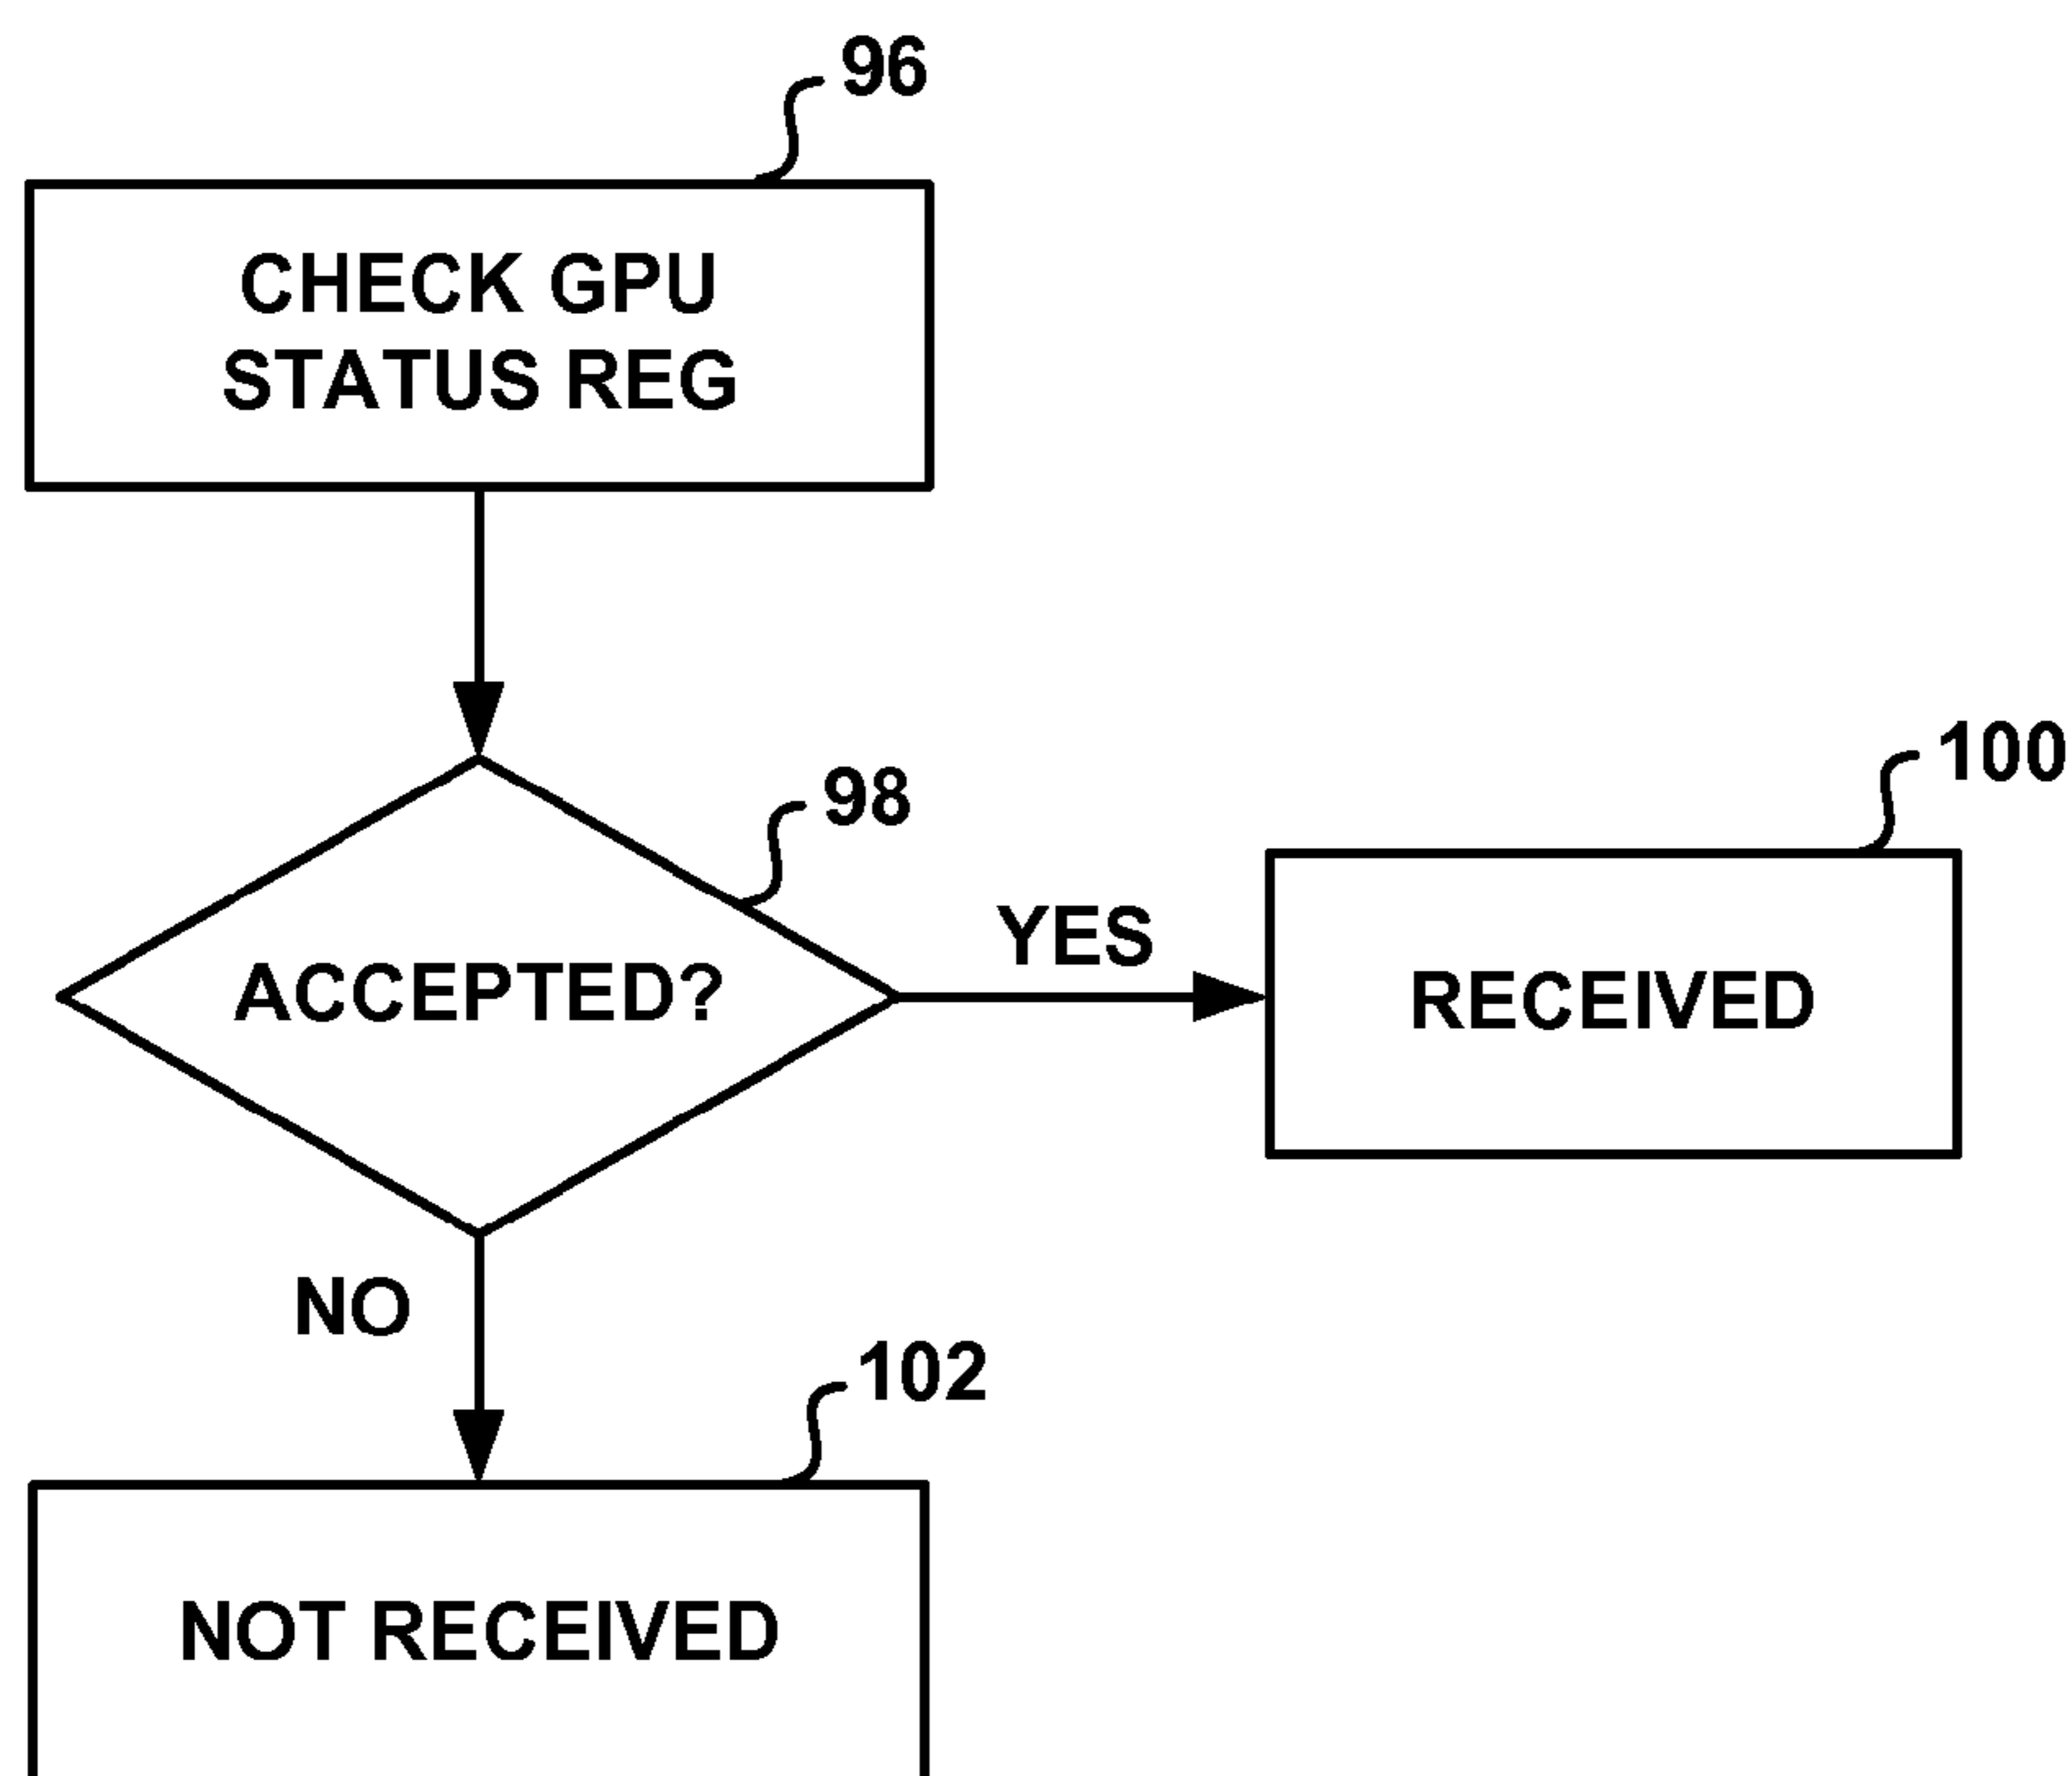 96
CHECK GPU
STATUS REG
98
100
ACCEPTED?
YES
RECEIVED
NO
102
NOT RECEIVED